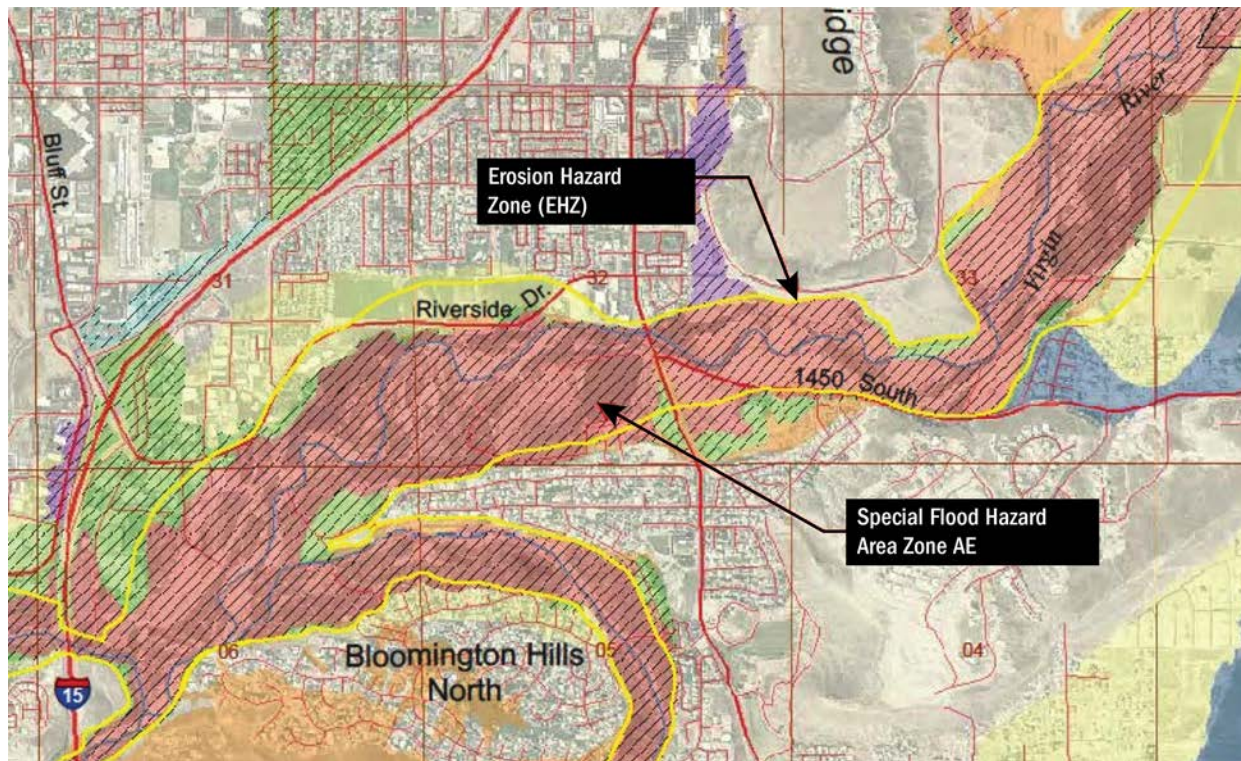 idge
River
Bluff St.
Erosion Hazard
Zone (EHZ)
31
32
33
Virgin
Riverside Dr.
1450 South
Special Flood Hazard
Area Zone AE
06
05
04
Bloomington Hills
North
15